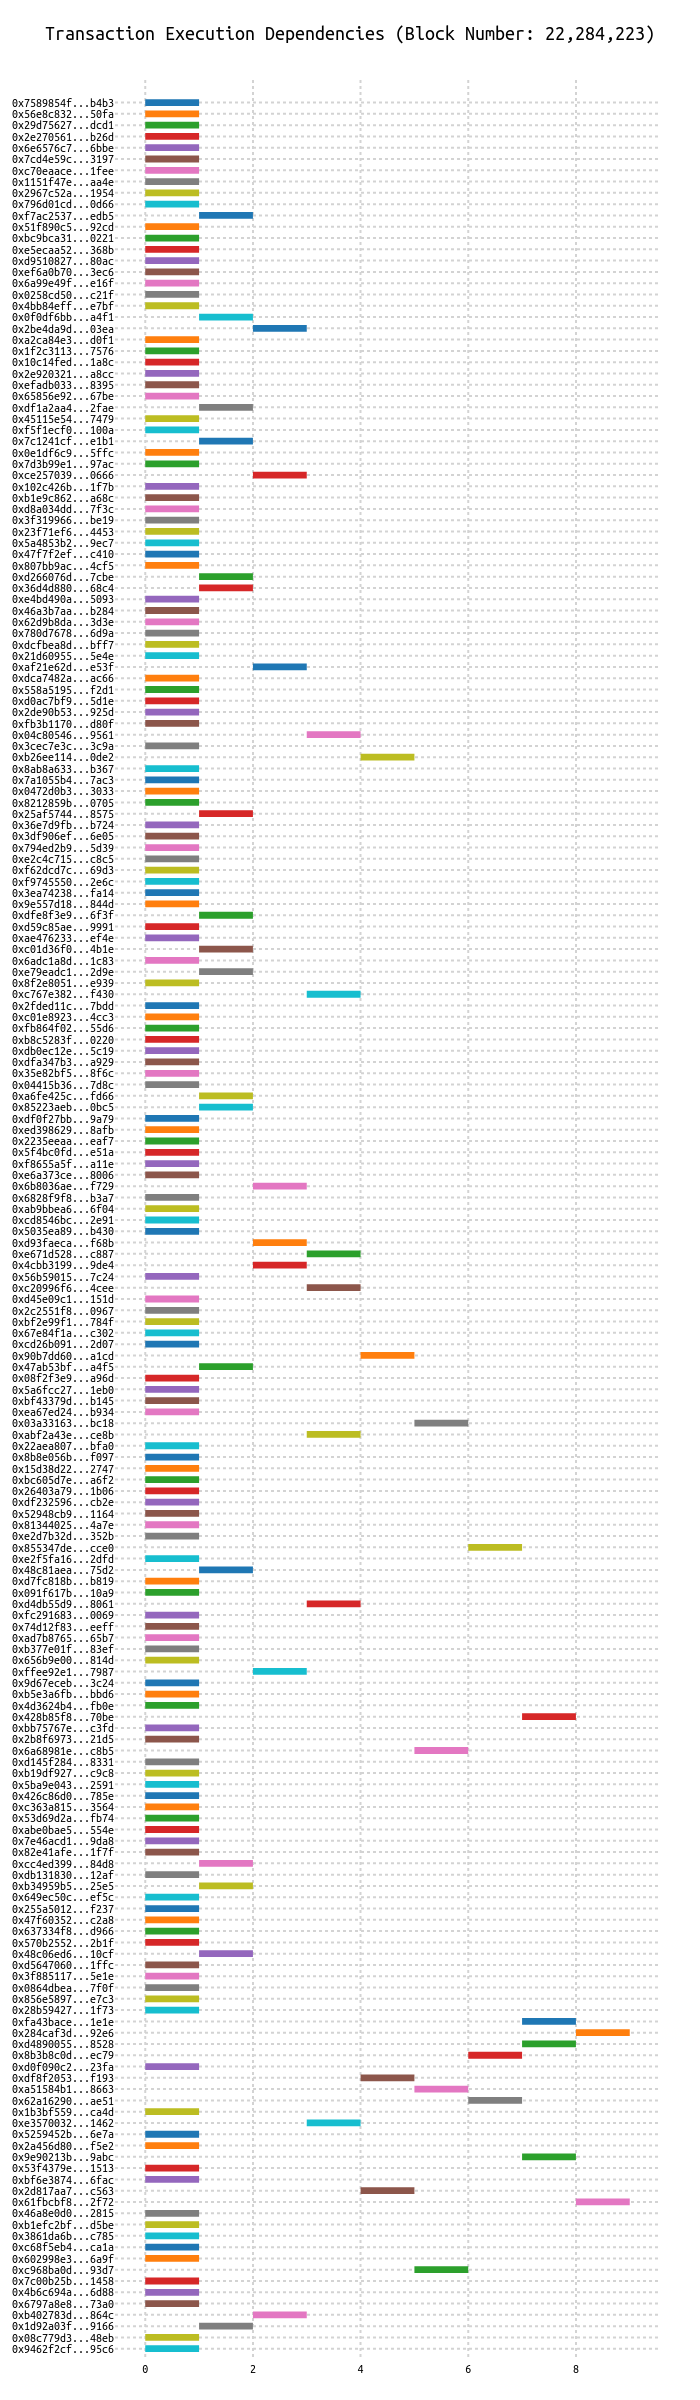 Transaction Execution Dependencies (Block Number: 22,284,223)
0x7589854f...b4b3
0x56e8c832...50fa
0x29d75627...dcd1
0x2e270561...b26d
0x6e6576c7...6bbe
0x7cd4e59c...3197
0xc70eaace...1fee
0x1151f47e...aa4e
0x2967c52a...1954
0x796d01cd...0d66
0xf7ac2537...edb5
0x51f890c5...92cd
0xbc9bca31...0221
0xe5ecaa52...368b
0xd9510827...80ac
0xef6a0b70...3ec6
0x6a99e49f...e16f
0x0258cd50...c21f
0x4bb84eff...e7bf
0x0f0df6bb...a4f1
0x2be4da9d...03ea
0xa2ca84e3...d0f1
0x1f2c3113...7576
0x10c14fed...1a8c
0x2e920321...a8cc
0xefadb033...8395
0x65856e92...67be
0xdf1a2aa4...2fae
0x45115e54...7479
0xf5f1ecf0...100a
0x7c1241cf...e1b1
0x0e1df6c9...5ffc
0x7d3b99e1...97ac
0xce257039...0666
0x102c426b...1f7b
0xb1e9c862...a68c
0xd8a034dd...7f3c
0x3f319966...be19
0x23f71ef6...4453
0x5a4853b2...9ec7
0x47f7f2ef...c410
0x807bb9ac...4cf5
0xd266076d...7cbe
0x36d4d880...68c4
0xe4bd490a...5093
0x46a3b7aa...b284
0x62d9b8da...3d3e
0x780d7678...6d9a
0xdcfbea8d...bff7
0x21d60955...5e4e
0xaf21e62d...e53f
0xdca7482a...ac66
0x558a5195...f2d1
0xd0ac7bf9...5d1e
0x2de90b53...925d
0xfb3b1170...d80f
0x04c80546...9561
0x3cec7e3c...3c9a
0xb26ee114...0de2
0x8ab8a633...b367
0x7a1055b4...7ac3
0x0472d0b3...3033
0x8212859b...0705
0x25af5744...8575
0x36e7d9fb...b724
0x3df906ef...6e05
0x794ed2b9...5d39
0xe2c4c715...c8c5
0xf62dcd7c...69d3
0xf9745550...2e6c
0x3ea74238...fa14
0x9e557d18...844d
0xdfe8f3e9...6f3f
0xd59c85ae...9991
0xae476233...ef4e
0xc01d36f0...4b1e
0x6adc1a8d...1c83
0xe79eadc1...2d9e
0x8f2e8051...e939
0xc767e382...f430
0x2fded11c...7bdd
0xc01e8923...4cc3
0xfb864f02...55d6
0xb8c5283f...0220
0xdb0ec12e...5c19
0xdfa347b3...a929
0x35e82bf5...8f6c
0x04415b36...7d8c
0xa6fe425c...fd66
0x85223aeb...0bc5
0xdf0f27bb...9a79
0xed398629...8afb
0x2235eeaa...eaf7
0x5f4bc0fd...e51a
0xf8655a5f...a11e
0xe6a373ce...8006
0x6b8036ae...f729
0x6828f9f8...b3a7
0xab9bbea6...6f04
0xcd8546bc...2e91
0x5035ea89...b430
0xd93faeca...f68b
0xe671d528...c887
0x4cbb3199...9de4
0x56b59015...7c24
0xc20996f6...4cee
0xd45e09c1...151d
0x2c2551f8...0967
0xbf2e99f1...784f
0x67e84f1a...c302
0xcd26b091...2d07
0x90b7dd60...a1cd
0x47ab53bf...a4f5
0x08f2f3e9...a96d
0x5a6fcc27...1eb0
0xbf43379d...b145
0xea67ed24...b934
0x03a33163...bc18
0xabf2a43e...ce8b
0x22aea807...bfa0
0x8b8e056b...f097
0x15d38d22...2747
0xbc605d7e...a6f2
0x26403a79...1b06
0xdf232596...cb2e
0x52948cb9...1164
0x81344025...4a7e
0xe2d7b32d...352b
0x855347de...cce0
0xe2f5fa16...2dfd
0x48c81aea...75d2
0xd7fc818b...b819
0x091f617b...10a9
0xd4db55d9...8061
0xfc291683...0069
0x74d12f83...eeff
0xad7b8765...65b7
0xb377e01f...83ef
0x656b9e00...814d
0xffee92e1...7987
0x9d67eceb...3c24
0xb5e3a6fb...bbd6
0x4d3624b4...fb0e
0x428b85f8...70be
0xbb75767e...c3fd
0x2b8f6973...21d5
0x6a68981e...c8b5
0xd145f284...8331
0xb19df927...c9c8
0x5ba9e043...2591
0x426c86d0...785e
0xc363a815...3564
0x53d69d2a...fb74
0xabe0bae5...554e
0x7e46acd1...9da8
0x82e41afe...1f7f
0xcc4ed399...84d8
0xdb131830...12af
0xb34959b5...25e5
0x649ec50c...ef5c
0x255a5012...f237
0x47f60352...c2a8
0x637334f8...d966
0x570b2552...2b1f
0x48c06ed6...10cf
0xd5647060...1ffc
0x3f885117...5e1e
0x0864dbea...7f0f
0x856e5897...e7c3
0x28b59427...1f73
0xfa43bace...1e1e
0x284caf3d...92e6
0xd4890055...8528
0x8b3b8c0d...ec79
0xd0f090c2...23fa
0xdf8f2053...f193
0xa51584b1...8663
0x62a16290...ae51
0x1b3bf559...ca4d
0xe3570032...1462
0x5259452b...6e7a
0x2a456d80...f5e2
0x9e90213b...9abc
0x53f4379e...1513
0xbf6e3874...6fac
0x2d817aa7...c563
0x61fbcbf8...2f72
0x46a8e0d0...2815
0xb1efc2bf...d5be
0x3861da6b...c785
0xc68f5eb4...ca1a
0x602998e3...6a9f
0xc968ba0d...93d7
0x7c00b25b...1458
0x4b6c694a...6d88
0x6797a8e8...73a0
0xb402783d...864c
0x1d92a03f...9166
0x08c779d3...48eb
0x9462f2cf...95c6
0 2 4 6 8